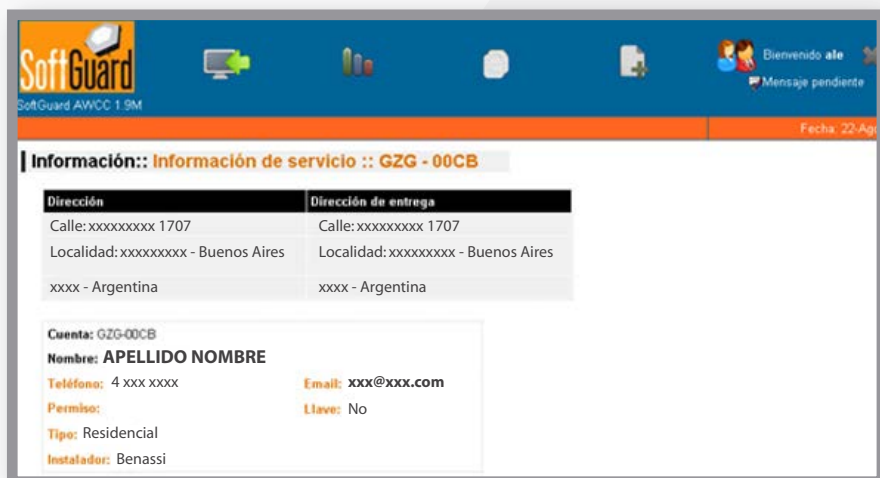 SoftGuard
SoftGuard AWCC 1.9M
Bienvenido ale
Mensaje pendiente
Fecha: 22-Ago
Información:: Información de servicio :: GZG - 00CB
Dirección Dirección de entrega
Calle: xxxxxxxxx 1707 Calle: xxxxxxxxx 1707
Localidad: xxxxxxxxx - Buenos Aires Localidad: xxxxxxxxx - Buenos Aires
xxxx - Argentina xxxx - Argentina
Cuenta: GZG-00CB
Nombre: APELLIDO NOMBRE
Teléfono: 4 xxx xxxx Email: xxx@xxx.com
Permiso: Llave: No
Tipo: Residencial
Instalador: Benassi